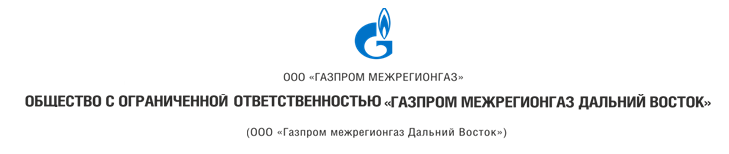 ООО «ГАЗПРОМ МЕЖРЕГИОНГАЗ»
ОБЩЕСТВО С ОГРАНИЧЕННОЙ ОТВЕТСТВЕННОСТЬЮ «ГАЗПРОМ МЕЖРЕГИОНГАЗ ДАЛЬНИЙ ВОСТОК»
(ООО «Газпром межрегионгаз Дальний Восток»)